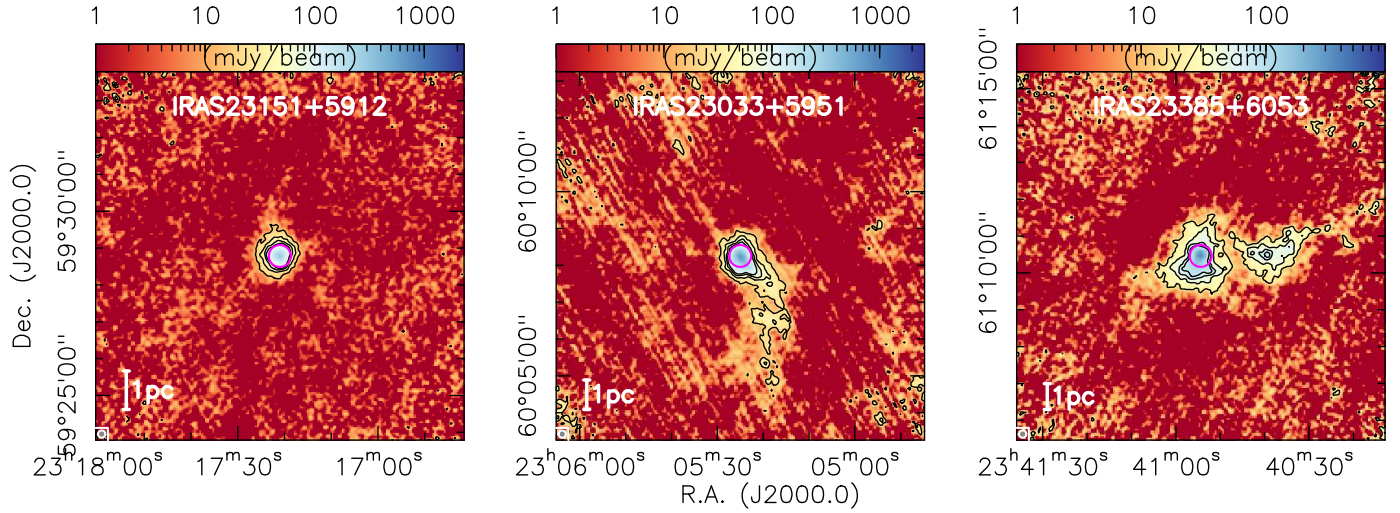 1 10 100 1000
(mJy/beam)
IRAS23151+5912
Dec. (J2000.0)
59°30'00"
59°25'00"
1pc
23ʰ18ᵐ00ˢ 17ᵐ30ˢ 17ᵐ00ˢ
1 10 100 1000
(mJy/beam)
IRAS23033+5951
60°10'00"
60°05'00"
1pc
23ʰ06ᵐ00ˢ 05ᵐ30ˢ 05ᵐ00ˢ
R.A. (J2000.0)
1 10 100
(mJy/beam)
IRAS23385+6053
61°15'00"
61°10'00"
1pc
23ʰ41ᵐ30ˢ 41ᵐ00ˢ 40ᵐ30ˢ